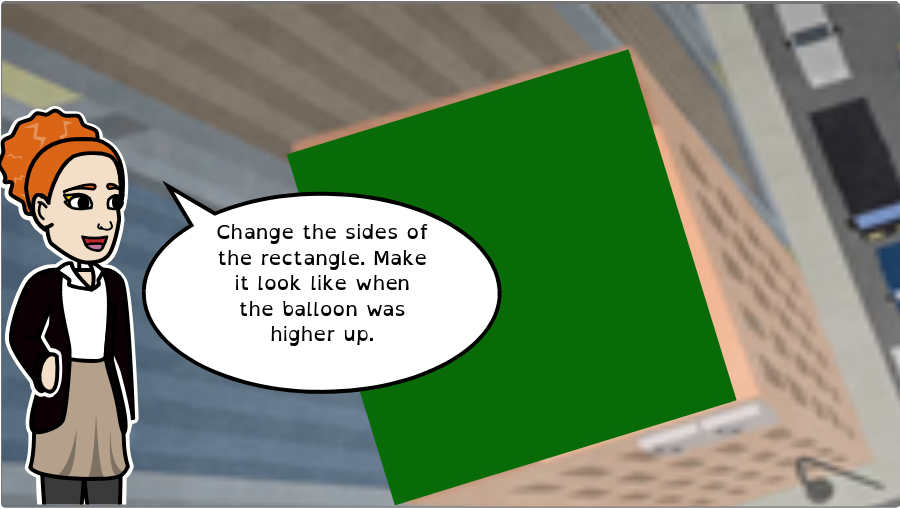 Change the sides of
the rectangle. Make
it look like when
the balloon was
higher up.